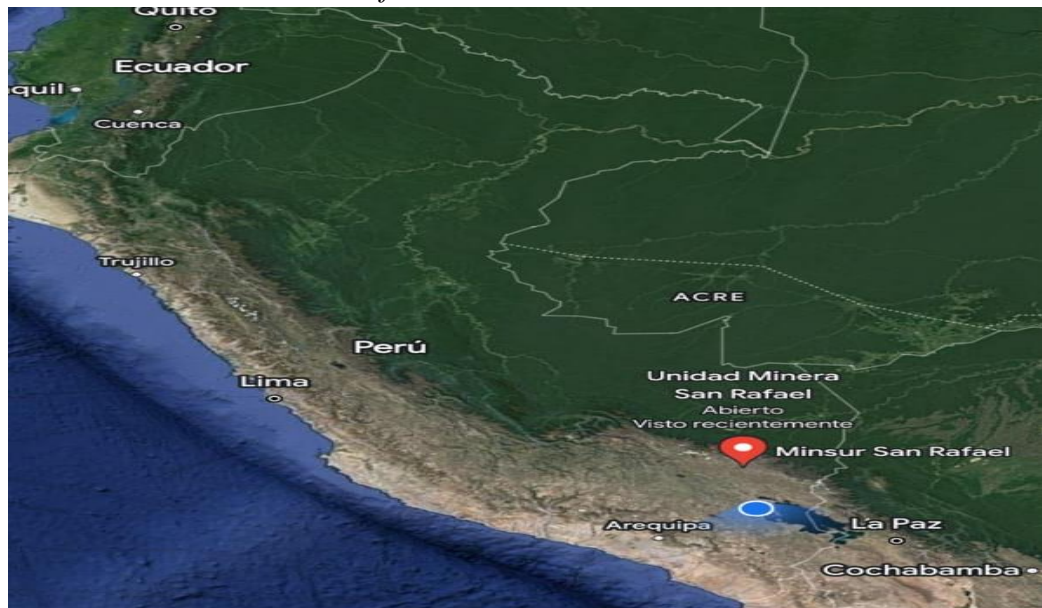 Quito
Ecuador
quil
Cuenca
Trujillo
ACRE
Perú
Lima
Unidad Minera
San Rafael
Abierto
Visto recientemente
Minsur San Rafael
Arequipa
La Paz
Cochabamba